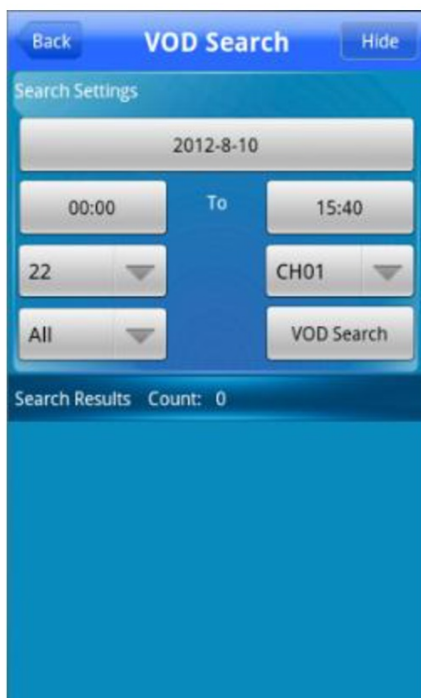 Back VOD Search Hide
Search Settings
2012-8-10
00:00 To 15:40
22 CH01
All VOD Search
Search Results Count: 0